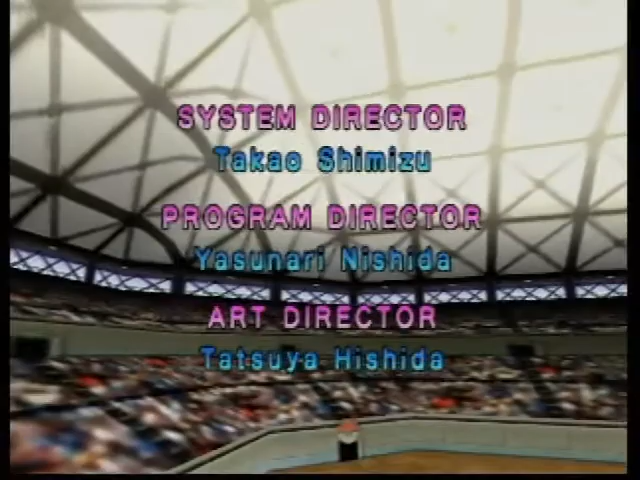 SYSTEM DIRECTOR
Takao Shimizu
PROGRAM DIRECTOR
Yasunari Nishida
ART DIRECTOR
Tatsuya Hishida